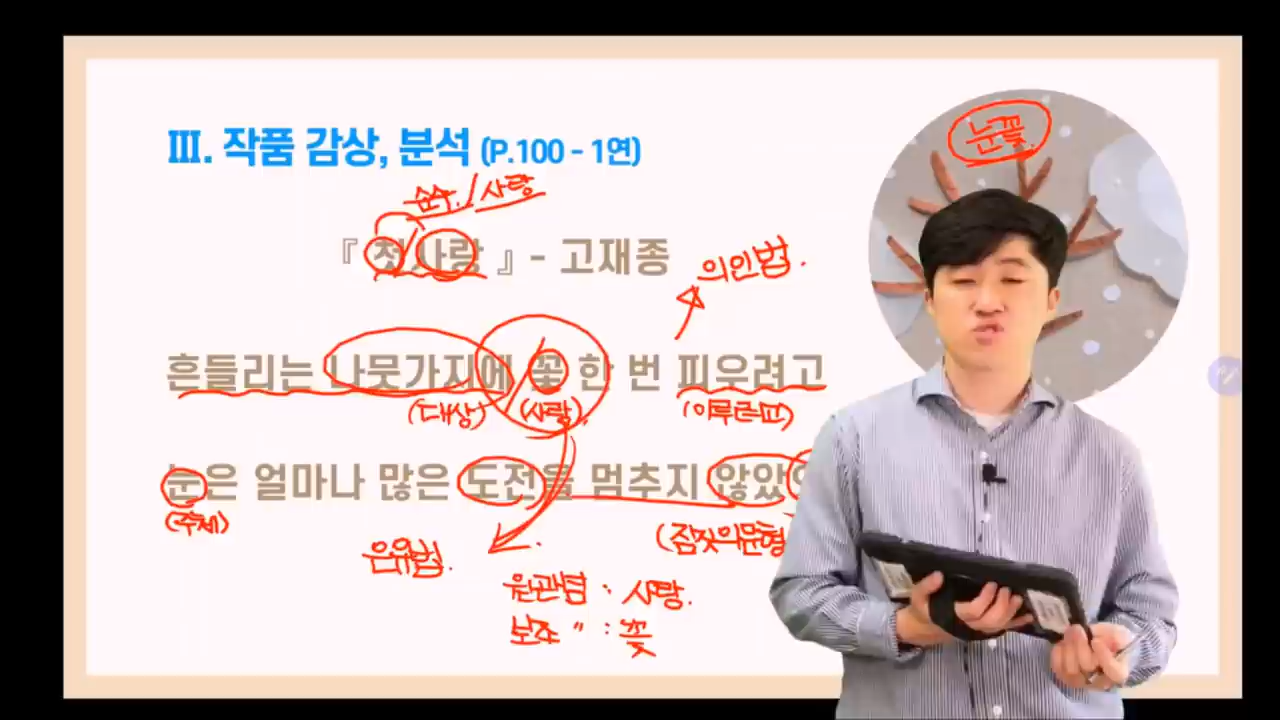 Ⅲ. 작품 감상, 분석 (P.100 - 1연)
눈꽃
순수 / 사랑
『 첫사랑 』 - 고재종
의인법.
흔들리는 나뭇가지에 꽃 한 번 피우려고
(대상) (사랑) (이루려고)
눈은 얼마나 많은 도전을 멈추지 않았
(주체) (잠짓의문형
은유법.
원관념 : 사랑.
보조 〃 : 꽃